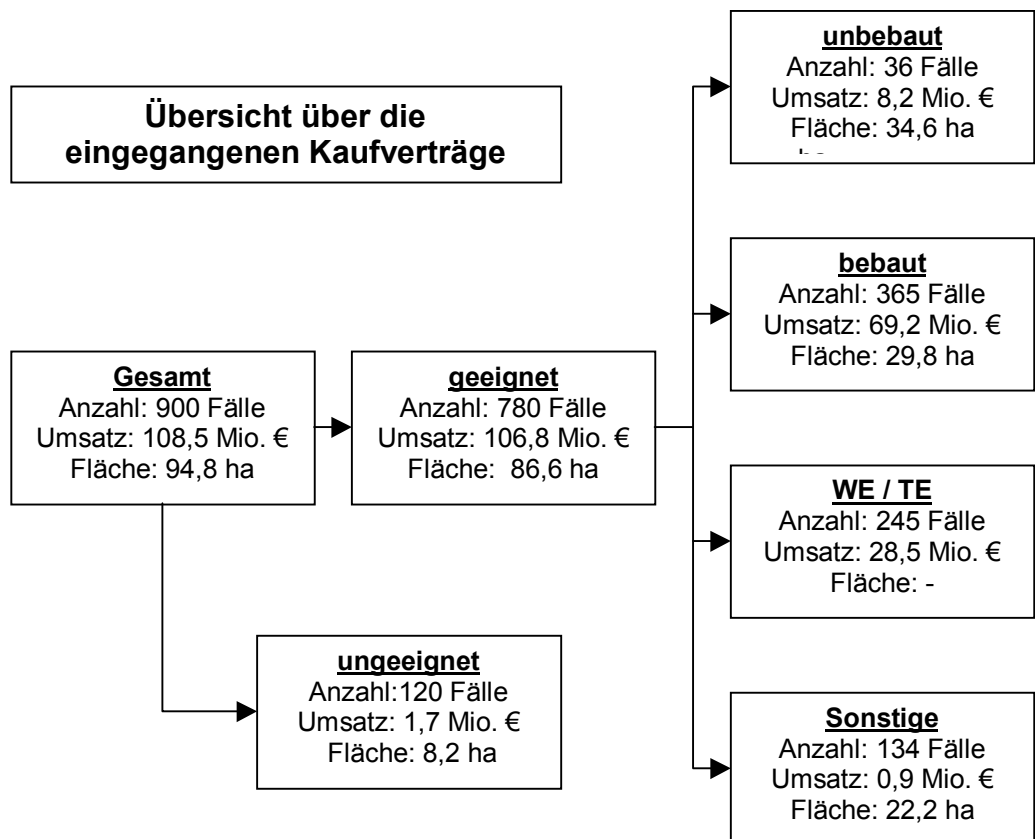 Übersicht über die
eingegangenen Kaufverträge
unbebaut
Anzahl: 36 Fälle
Umsatz: 8,2 Mio. €
Fläche: 34,6 ha
bebaut
Anzahl: 365 Fälle
Umsatz: 69,2 Mio. €
Fläche: 29,8 ha
Gesamt
Anzahl: 900 Fälle
Umsatz: 108,5 Mio. €
Fläche: 94,8 ha
geeignet
Anzahl: 780 Fälle
Umsatz: 106,8 Mio. €
Fläche: 86,6 ha
WE / TE
Anzahl: 245 Fälle
Umsatz: 28,5 Mio. €
Fläche: -
ungeeignet
Anzahl:120 Fälle
Umsatz: 1,7 Mio. €
Fläche: 8,2 ha
Sonstige
Anzahl: 134 Fälle
Umsatz: 0,9 Mio. €
Fläche: 22,2 ha